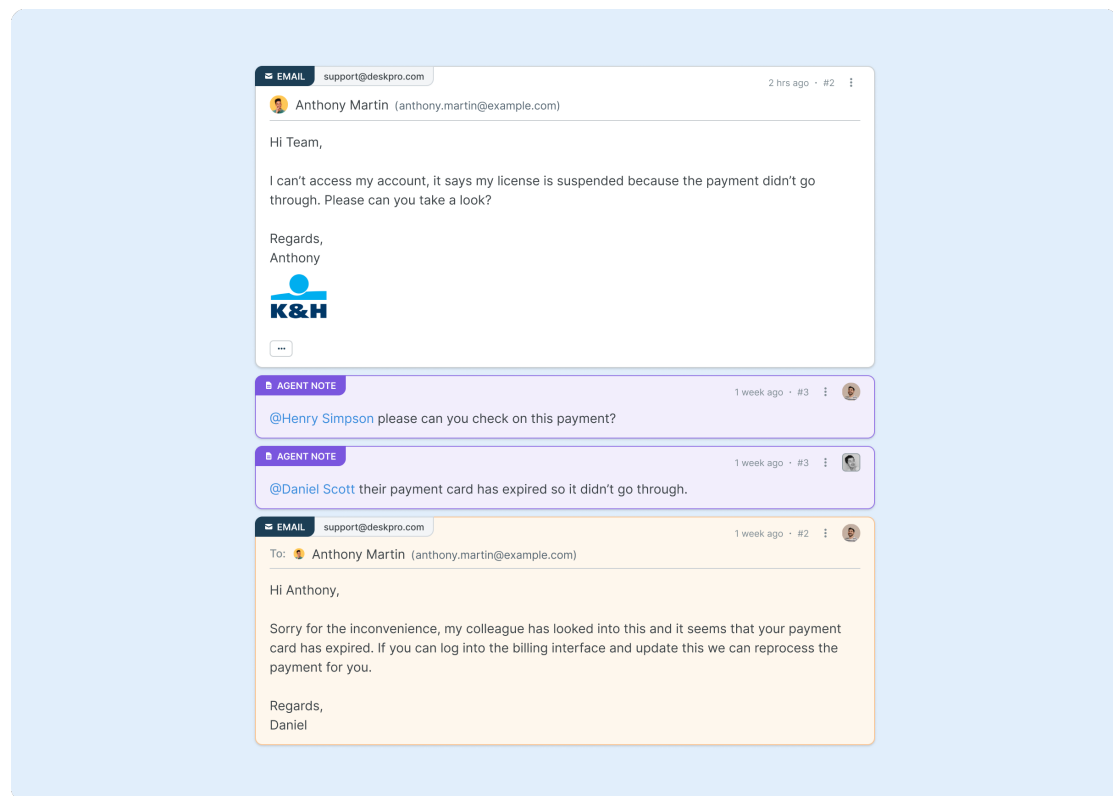 EMAIL support@deskpro.com
2 hrs ago · #2
Anthony Martin (anthony.martin@example.com)
Hi Team,
I can’t access my account, it says my license is suspended because the payment didn’t go
through. Please can you take a look?
Regards,
Anthony
K&H
AGENT NOTE
1 week ago · #3
@Henry Simpson please can you check on this payment?
AGENT NOTE
1 week ago · #3
@Daniel Scott their payment card has expired so it didn’t go through.
EMAIL support@deskpro.com
1 week ago · #2
To: Anthony Martin (anthony.martin@example.com)
Hi Anthony,
Sorry for the inconvenience, my colleague has looked into this and it seems that your payment
card has expired. If you can log into the billing interface and update this we can reprocess the
payment for you.
Regards,
Daniel